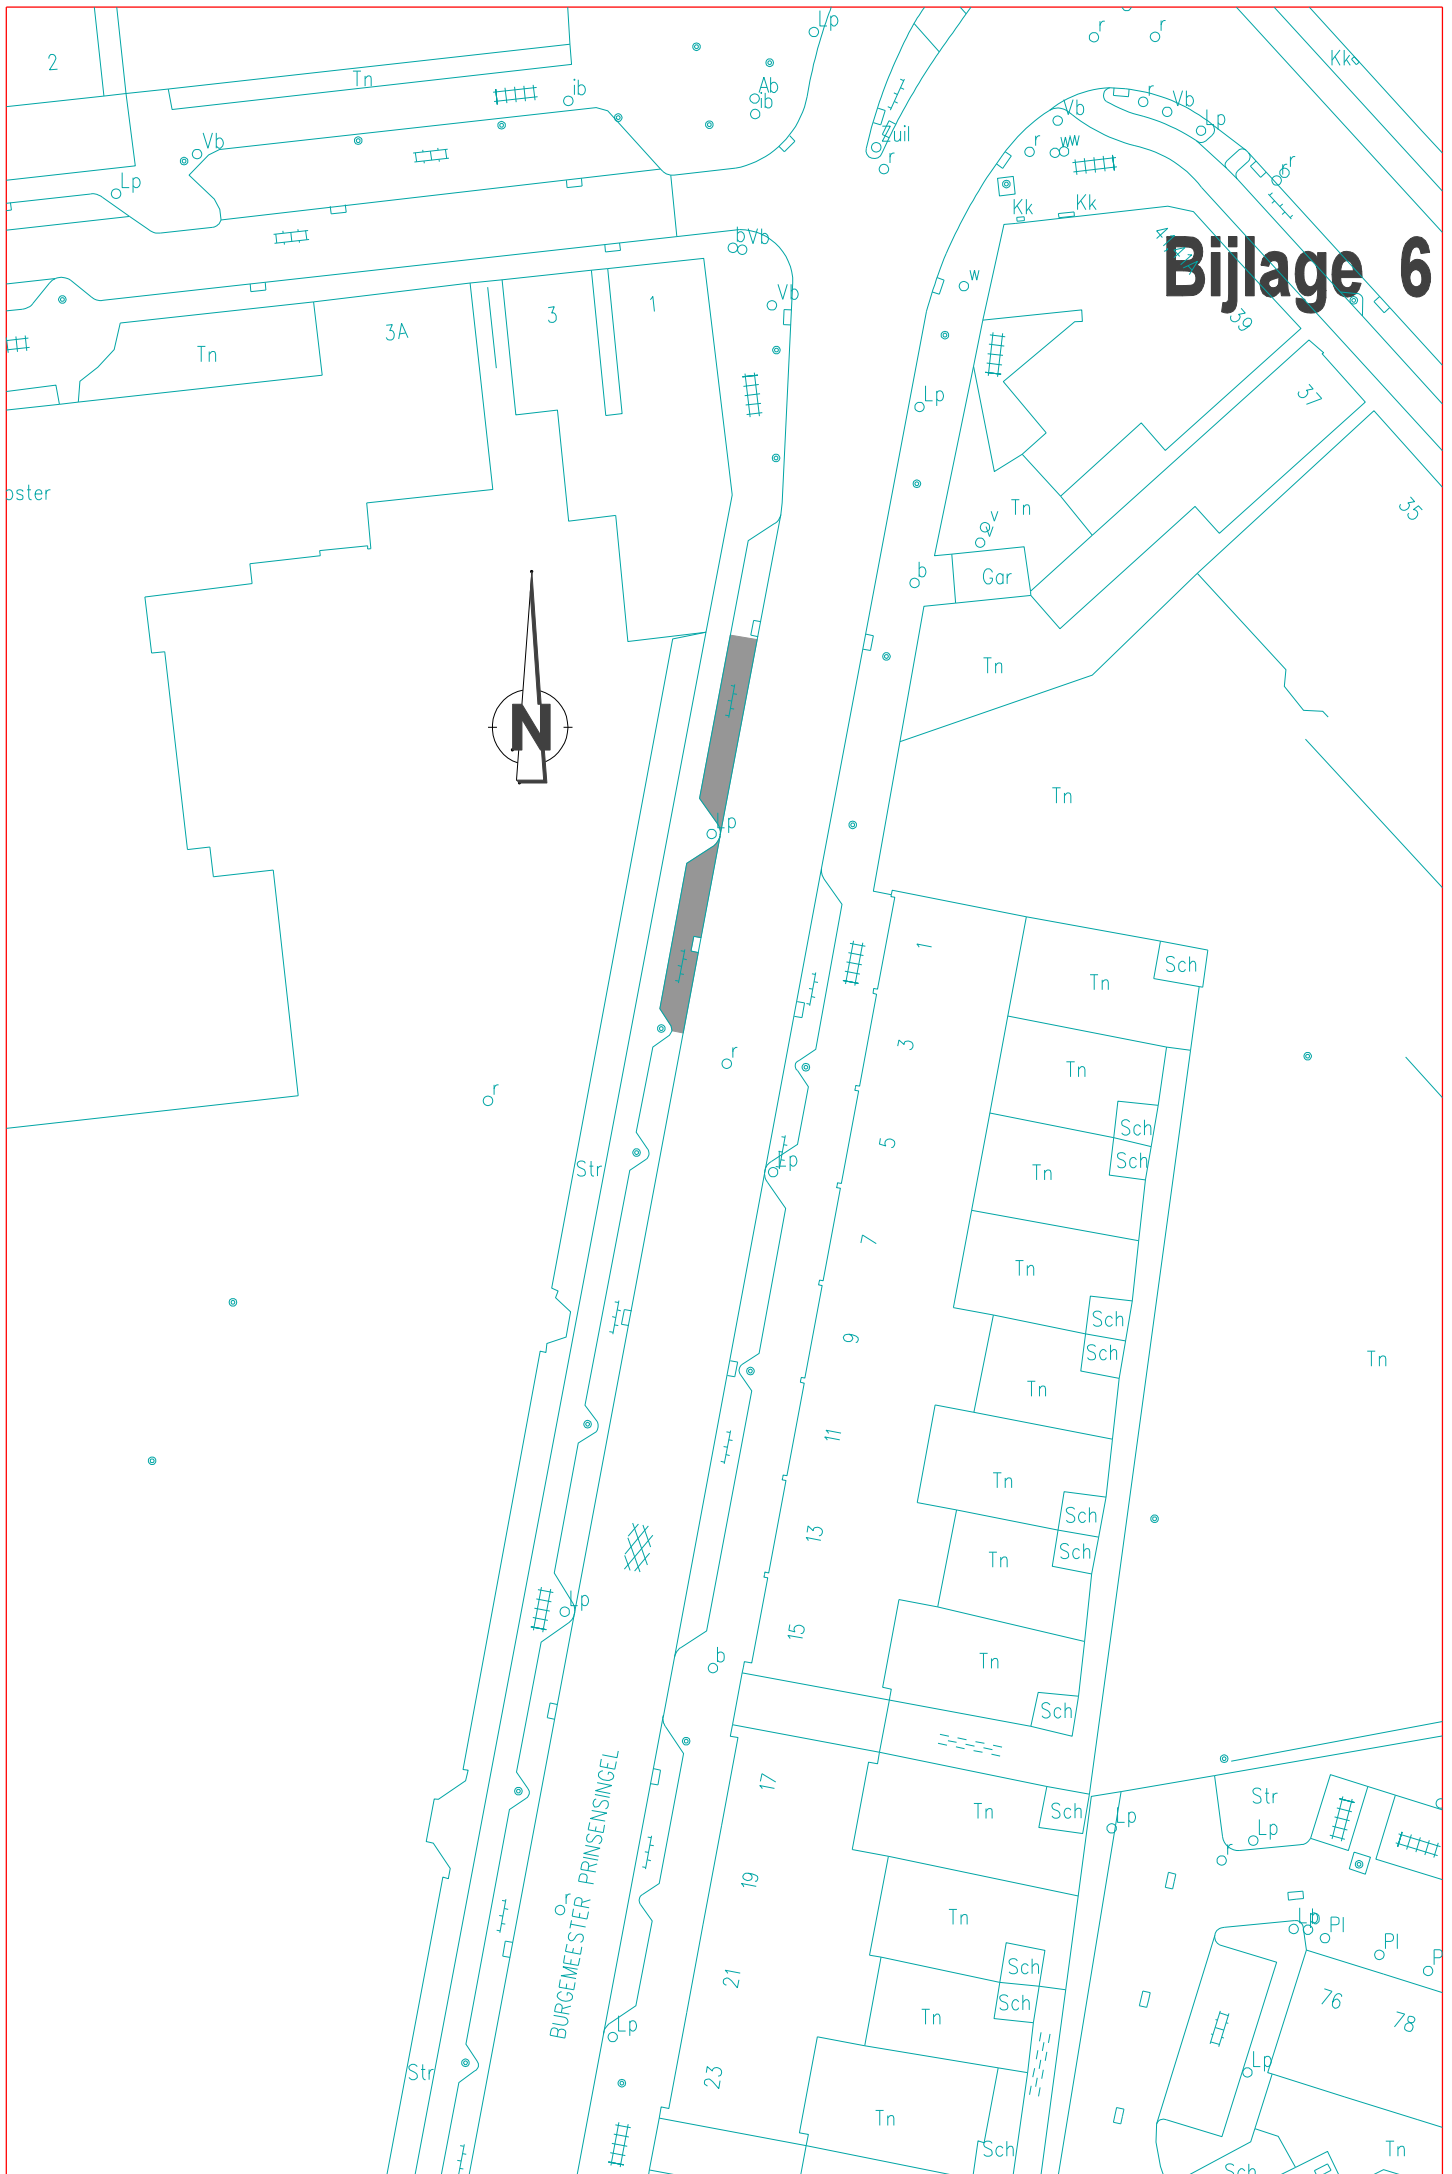 2
Tn
ib
Lp
Ab
ib
Zuil
r
r
r
Vb
r
Vb
Lp
Kk
r
ww
r
Vb
Lp
Kk
Kk
bVb
w
Bijlage 6
Vb
3A
3
1
Tn
39
Lp
37
oster
Tn
35
b
Gar
Tn
N
Tn
Lp
1
Tn
Sch
r
3
Tn
r
Sch
5
Sch
Str
Lp
Tn
7
Tn
Sch
9
Sch
Tn
Tn
11
Tn
Sch
13
Sch
Tn
Lp
15
b
Tn
Sch
BURGEMEESTER PRINSENSINGEL
17
Tn
Sch
Lp
Str
Lp
r
19
r
Tn
Lp
Pl
Pl
P
21
Sch
Sch
76
78
Tn
Lp
Lp
Str
23
Tn
Sch
Tn
Sch